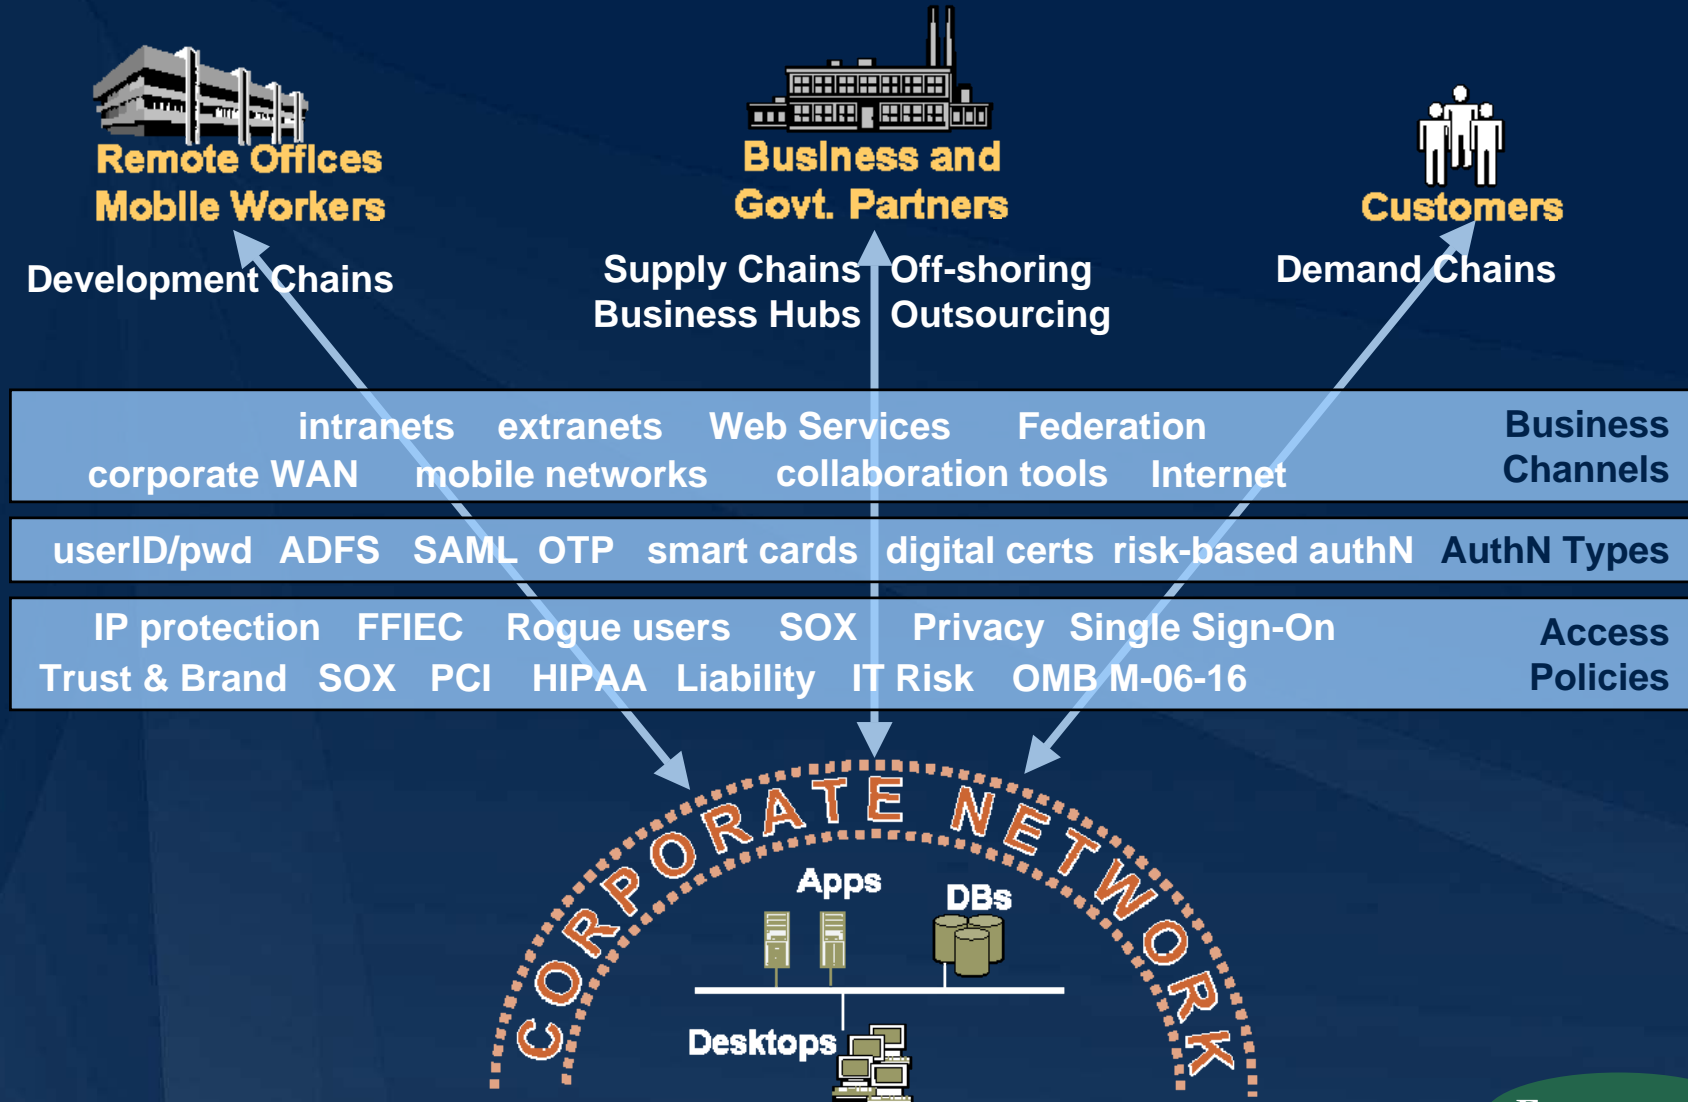 Remote Offices
Mobile Workers
Business and
Govt. Partners
Customers
Development Chains
Supply Chains Off-shoring
Business Hubs Outsourcing
Demand Chains
intranets extranets Web Services Federation
corporate WAN mobile networks collaboration tools Internet
Business
Channels
userID/pwd ADFS SAML OTP smart cards digital certs risk-based authN AuthN Types
IP protection FFIEC Rogue users SOX Privacy Single Sign-On
Trust & Brand SOX PCI HIPAA Liability IT Risk OMB M-06-16
Access
Policies
CORPORATE NETWORK
Apps
DBs
Desktops